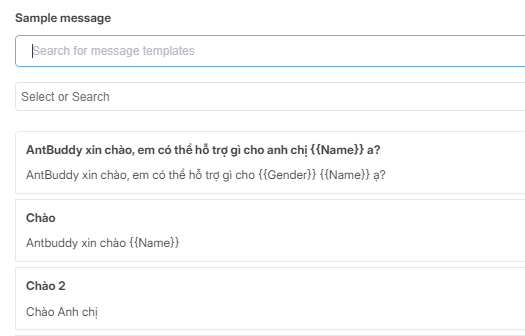 Sample message
Search for message templates
Select or Search
AntBuddy xin chào, em có thể hỗ trợ gì cho anh chị {{Name}} a?
AntBuddy xin chào, em có thể hỗ trợ gì cho {{Gender}} {{Name}} ạ?
Chào
Antbuddy xin chào {{Name}}
Chào 2
Chào Anh chị